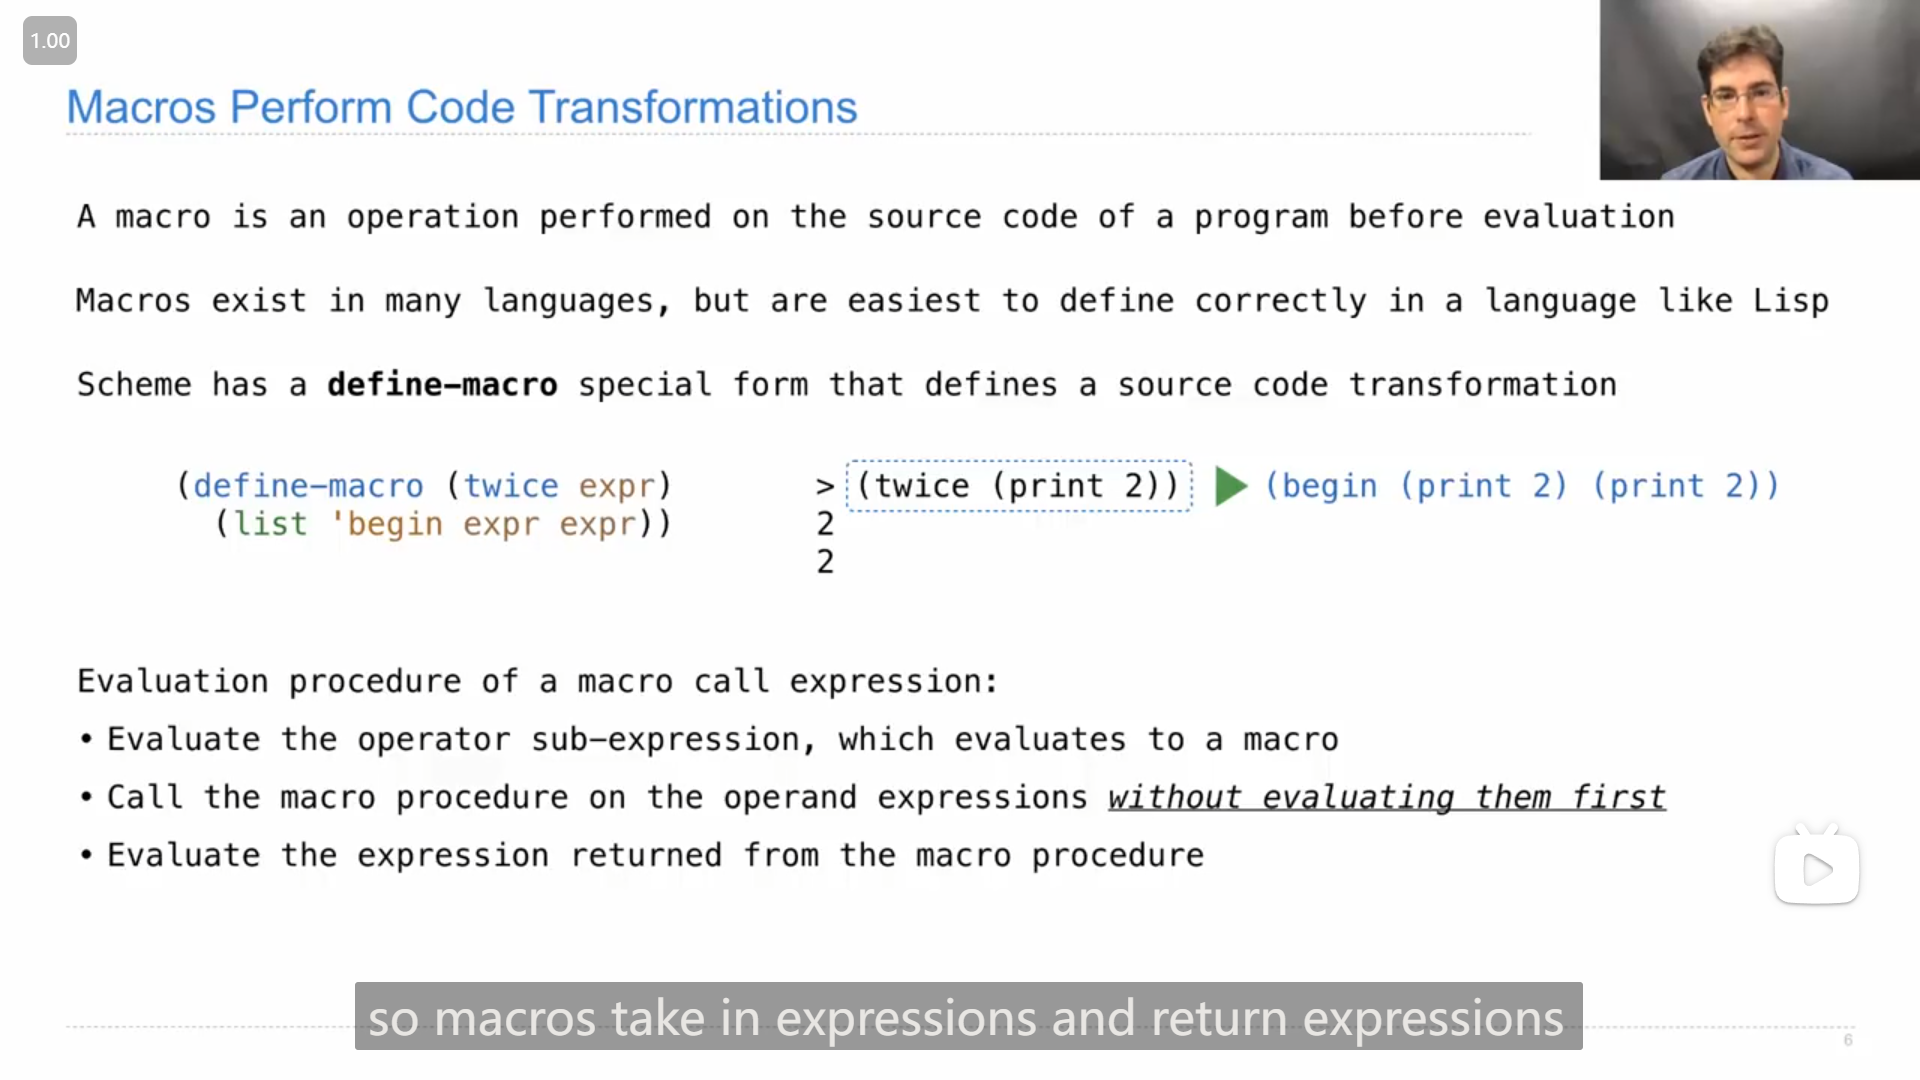 1.00
Macros Perform Code Transformations
A macro is an operation performed on the source code of a program before evaluation
Macros exist in many languages, but are easiest to define correctly in a language like Lisp
Scheme has a define-macro special form that defines a source code transformation
(define-macro (twice expr)
(list 'begin expr expr))
> (twice (print 2)) (begin (print 2) (print 2))
2
2
Evaluation procedure of a macro call expression:
• Evaluate the operator sub-expression, which evaluates to a macro
• Call the macro procedure on the operand expressions without evaluating them first
• Evaluate the expression returned from the macro procedure
so macros take in expressions and return expressions
6